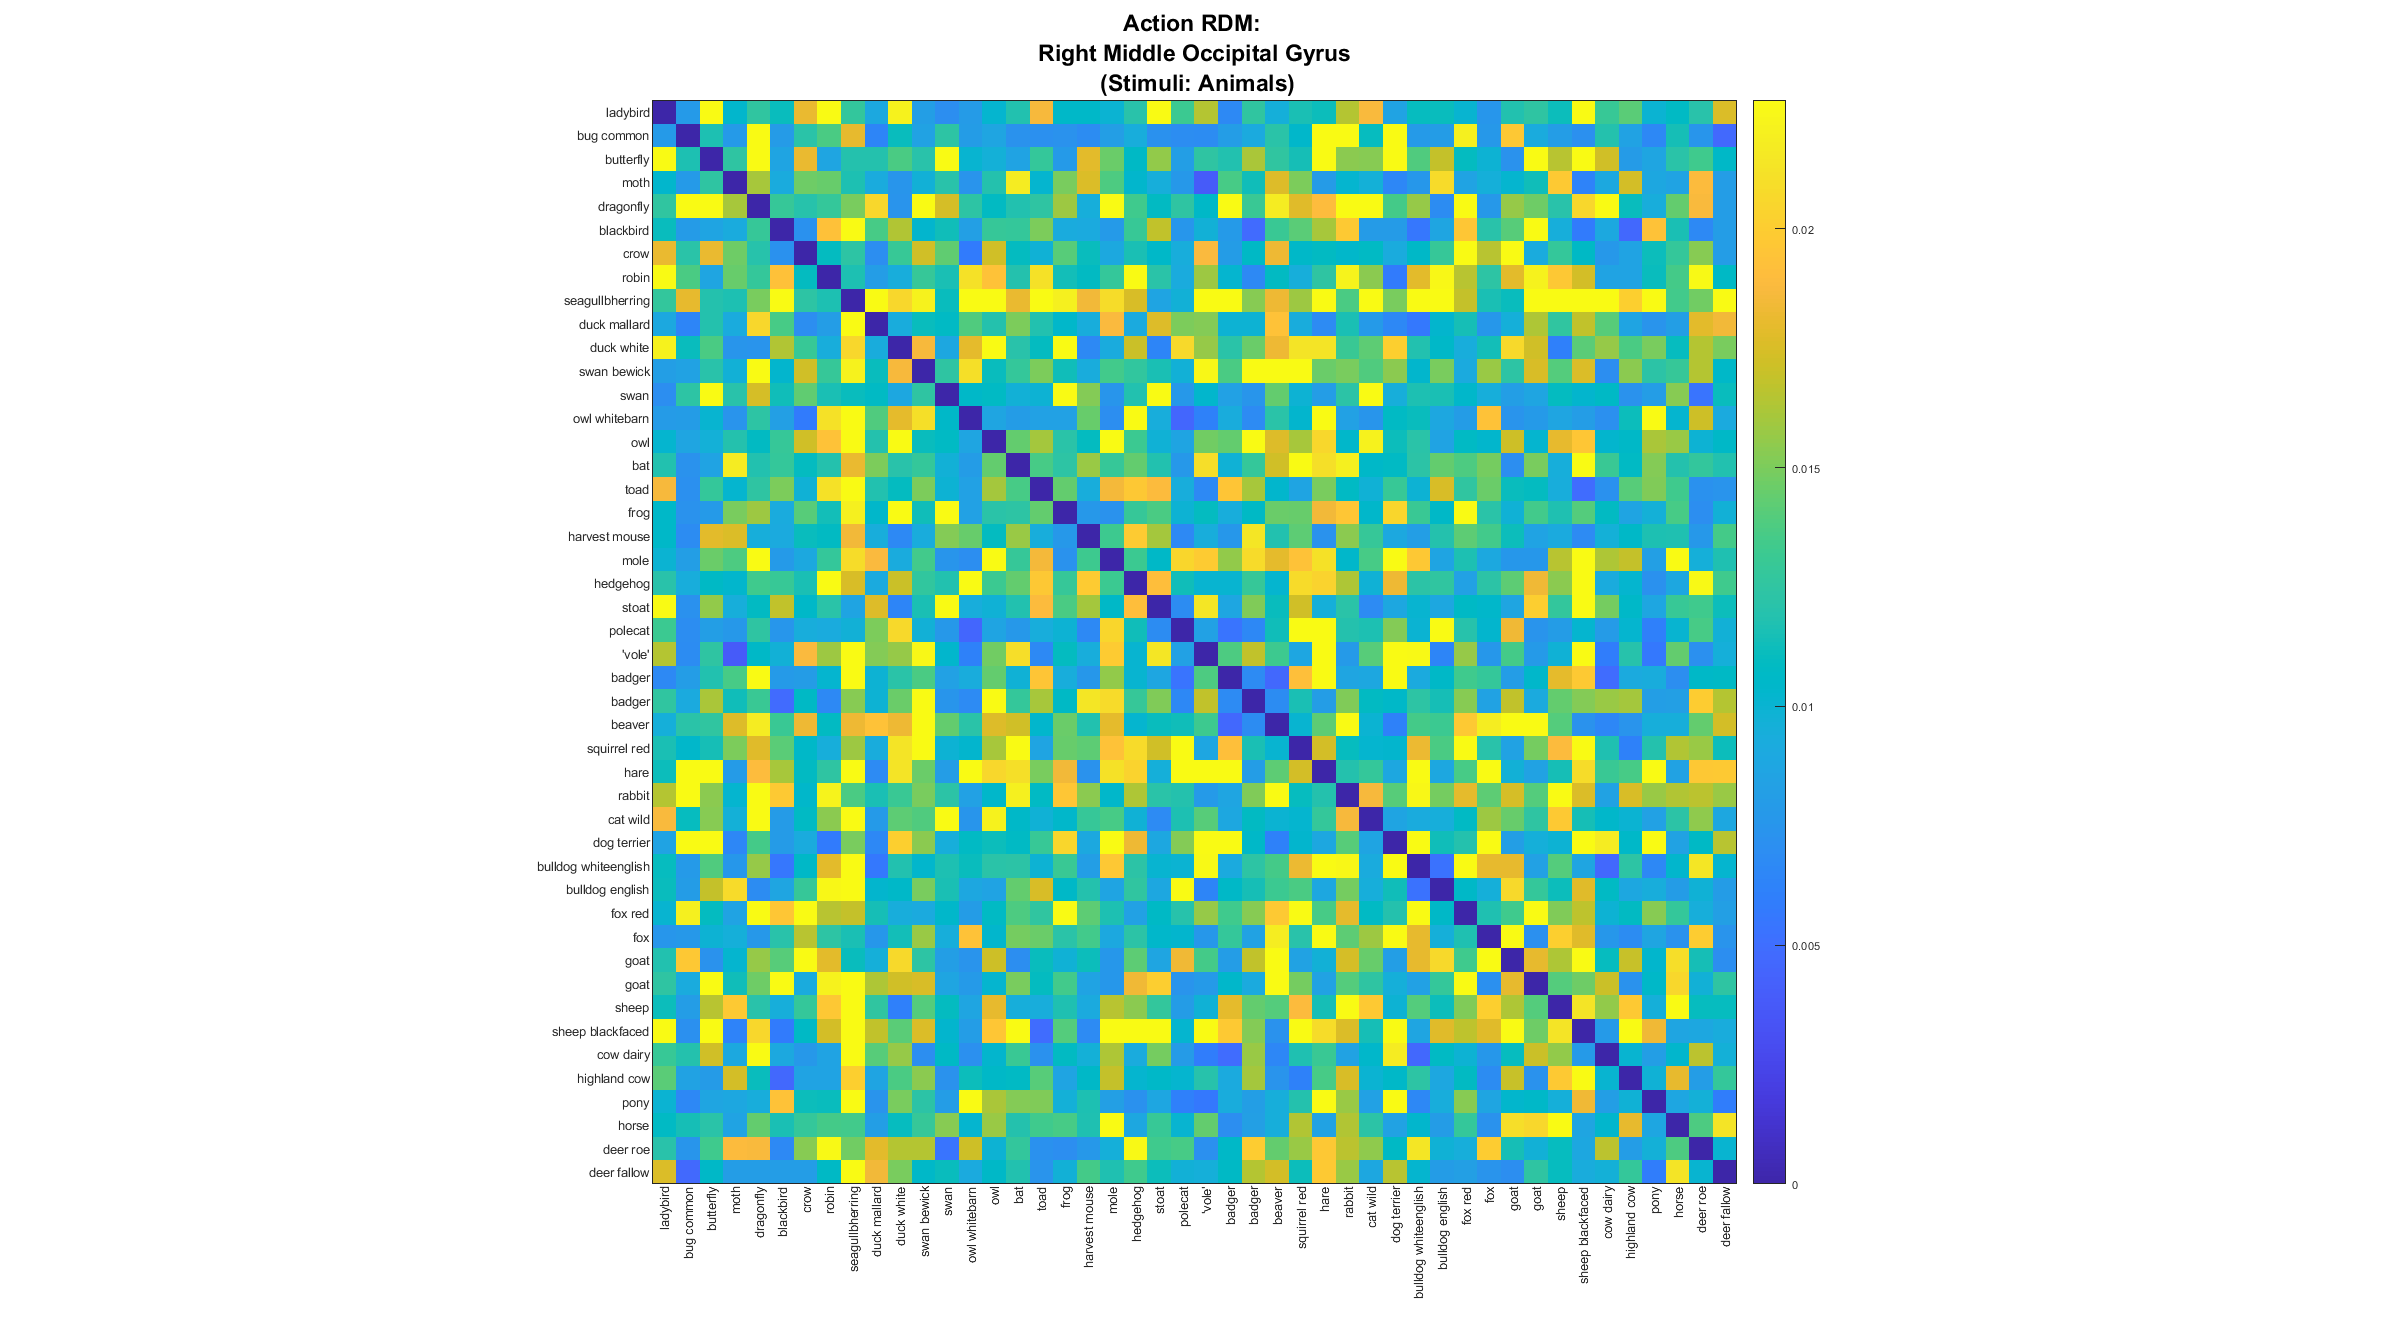 Action RDM:
Right Middle Occipital Gyrus
(Stimuli: Animals)
ladybird
bug common
butterfly
moth
dragonfly
blackbird
crow
robin
seagullbherring
duck mallard
duck white
swan bewick
swan
owl whitebarn
owl
bat
toad
frog
harvest mouse
mole
hedgehog
stoat
polecat
'vole'
badger
badger
beaver
squirrel red
hare
rabbit
cat wild
dog terrier
bulldog whiteenglish
bulldog english
fox red
fox
goat
goat
sheep
sheep blackfaced
cow dairy
highland cow
pony
horse
deer roe
deer fallow
ladybird
bug common
butterfly
moth
dragonfly
blackbird
crow
robin
seagullbherring
duck mallard
duck white
swan bewick
swan
owl whitebarn
owl
bat
toad
frog
harvest mouse
mole
hedgehog
stoat
polecat
'vole'
badger
badger
beaver
squirrel red
hare
rabbit
cat wild
dog terrier
bulldog whiteenglish
bulldog english
fox red
fox
goat
goat
sheep
sheep blackfaced
cow dairy
highland cow
pony
horse
deer roe
deer fallow
0.02
0.015
0.01
0.005
0